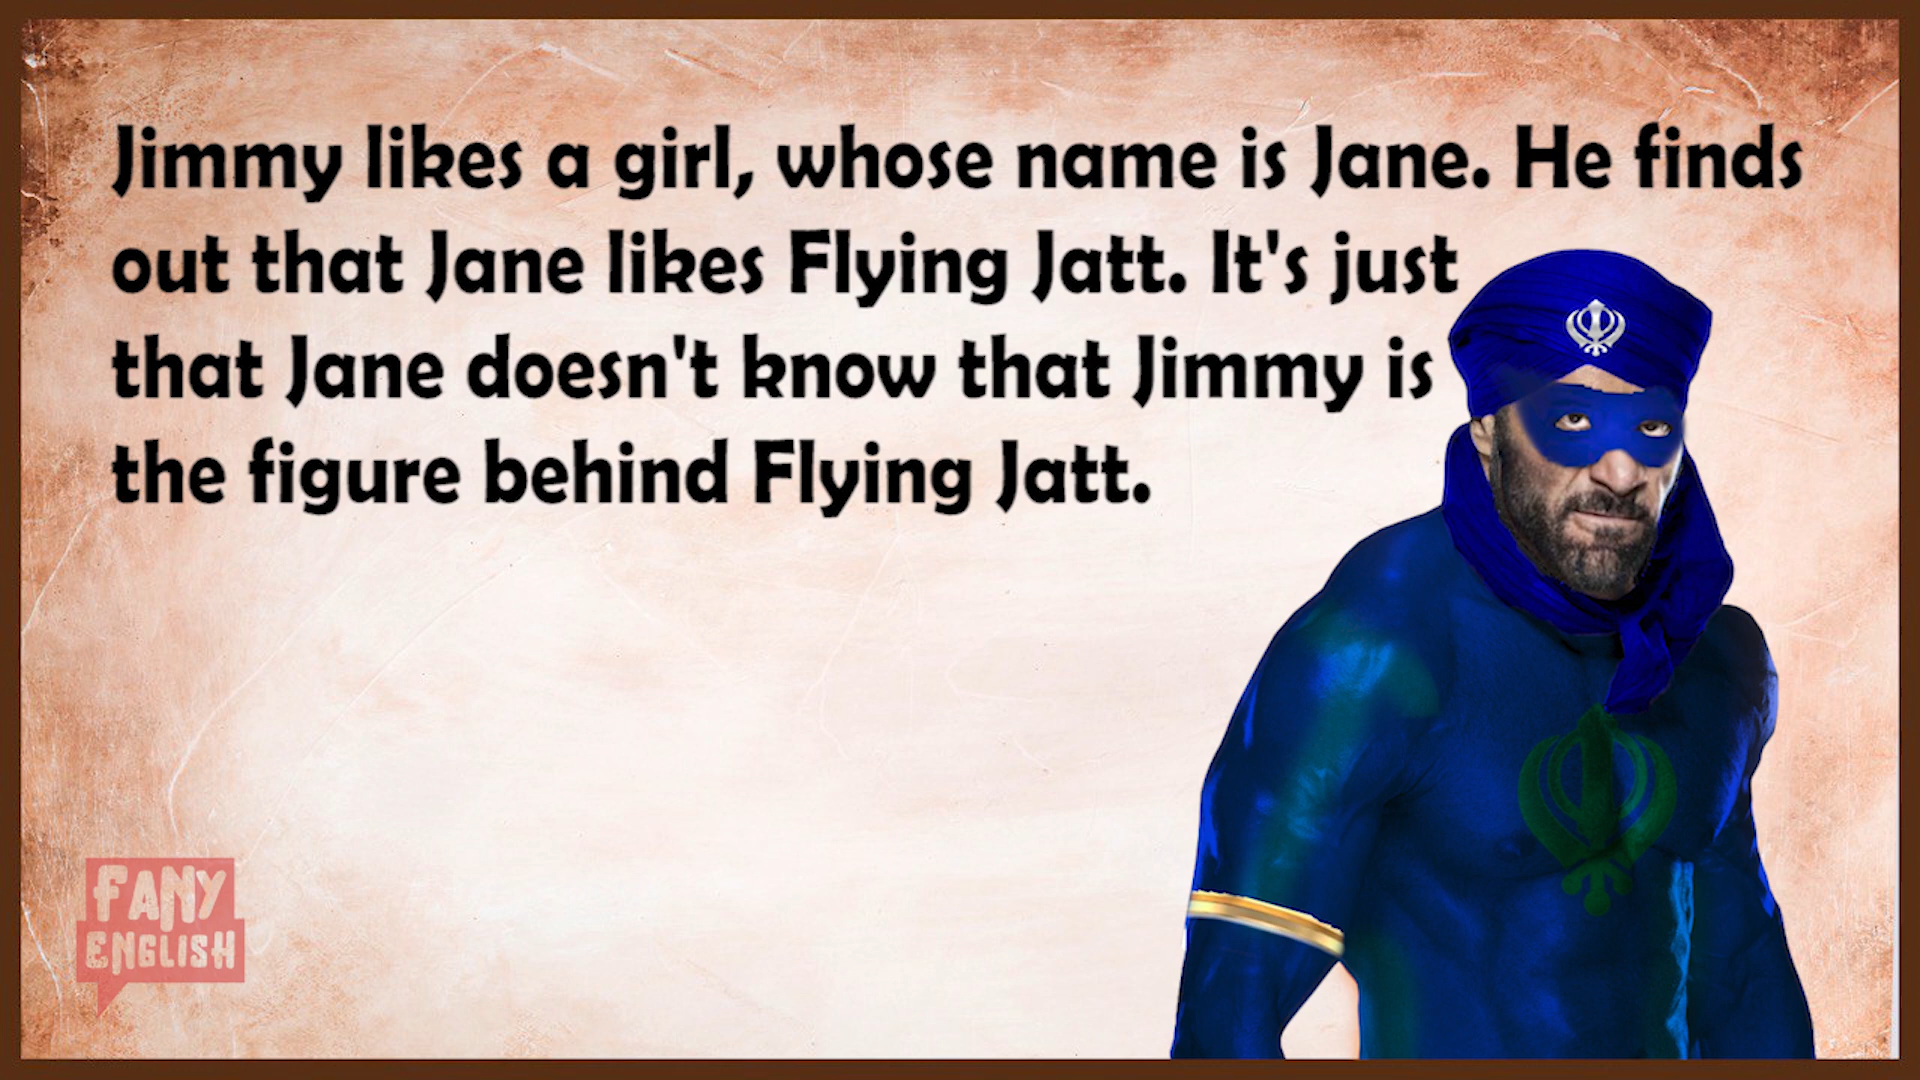 Jimmy likes a girl, whose name is Jane. He finds
out that Jane likes Flying Jatt. It's just
that Jane doesn't know that Jimmy is
the figure behind Flying Jatt.
FANY
ENGLISH